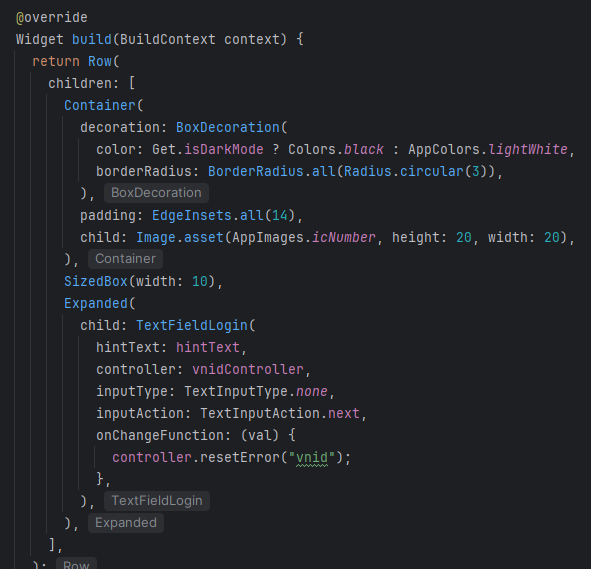 @override
Widget build(BuildContext context) {
  return Row(
    children: [
      Container(
        decoration: BoxDecoration(
          color: Get.isDarkMode ? Colors.black : AppColors.lightWhite,
          borderRadius: BorderRadius.all(Radius.circular(3)),
        ), BoxDecoration
        padding: EdgeInsets.all(14),
        child: Image.asset(AppImages.icNumber, height: 20, width: 20),
      ), Container
      SizedBox(width: 10),
      Expanded(
        child: TextFieldLogin(
          hintText: hintText,
          controller: vnidController,
          inputType: TextInputType.none,
          inputAction: TextInputAction.next,
          onChangeFunction: (val) {
            controller.resetError("vnid");
          },
        ), TextFieldLogin
      ), Expanded
    ],
  ); Row